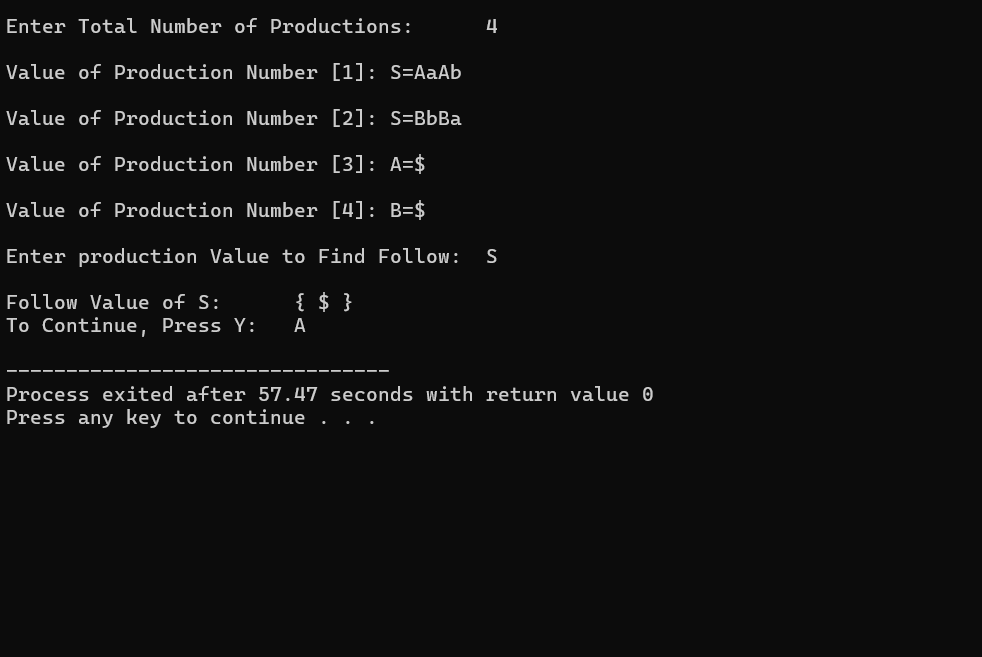 Enter Total Number of Productions: 4
Value of Production Number [1]: S=AaAb
Value of Production Number [2]: S=BbBa
Value of Production Number [3]: A=$
Value of Production Number [4]: B=$
Enter production Value to Find Follow: S
Follow Value of S: { $ }
To Continue, Press Y: A
--------------------------------
Process exited after 57.47 seconds with return value 0
Press any key to continue . . .